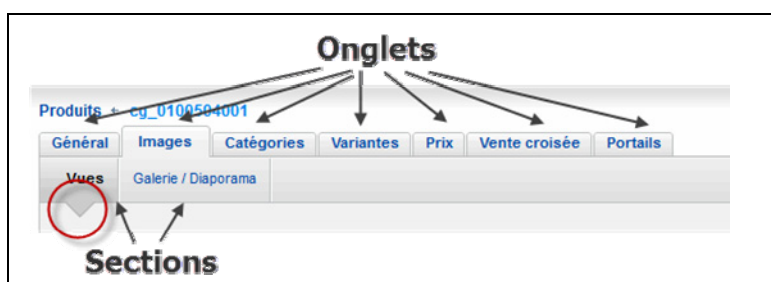 Onglets
Produits ← cg_0100504001
Général Images Catégories Variantes Prix Vente croisée Portails
Vues Galerie / Diaporama
Sections